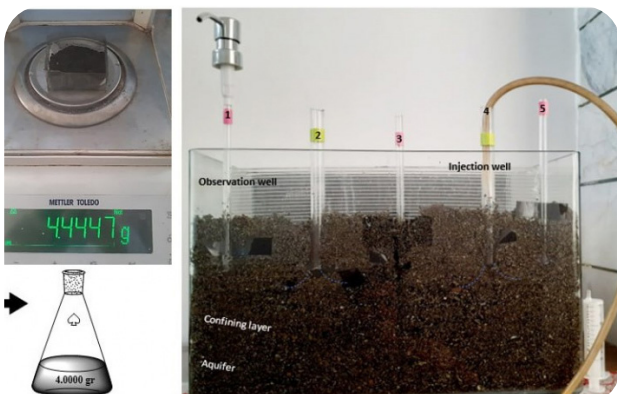 METTLER TOLEDO
4.4447g
4.0000 gr
1
2
3
4
5
Observation well
Injection well
Confining layer
Aquifer